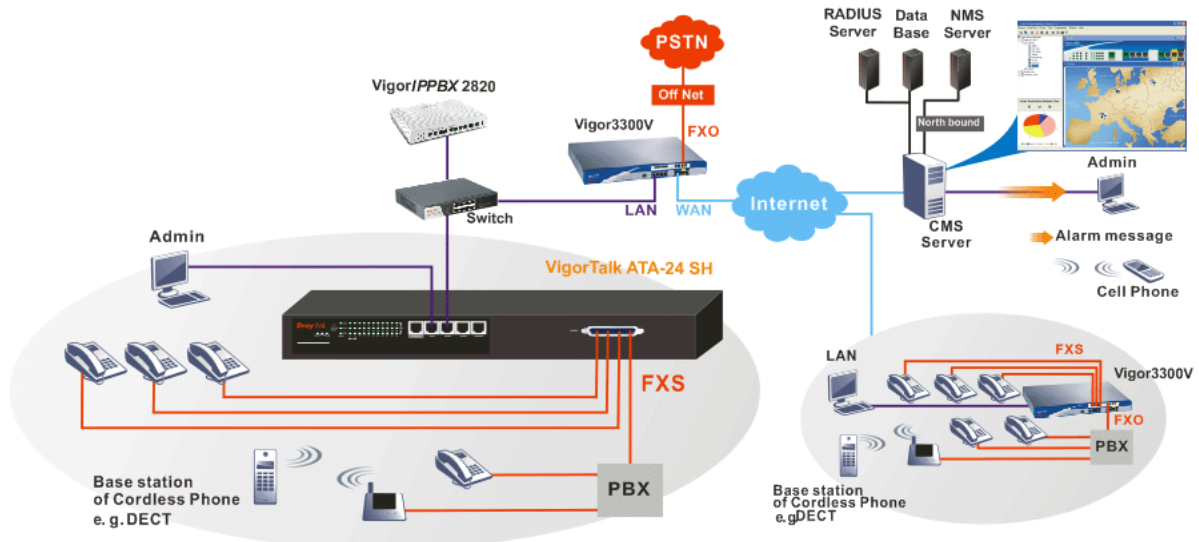 RADIUS
Server
Data
Base
NMS
Server
PSTN
VigorIPPBX 2820
Off Net
Vigor3300V
FXO
North bound
Admin
Switch
LAN
WAN
Internet
CMS
Server
Alarm message
Cell Phone
Admin
VigorTalk ATA-24 SH
DrayTek
FXS
Base station
of Cordless Phone
e. g. DECT
PBX
LAN
FXS
Vigor3300V
FXO
PBX
Base station
of Cordless Phone
e.gDECT